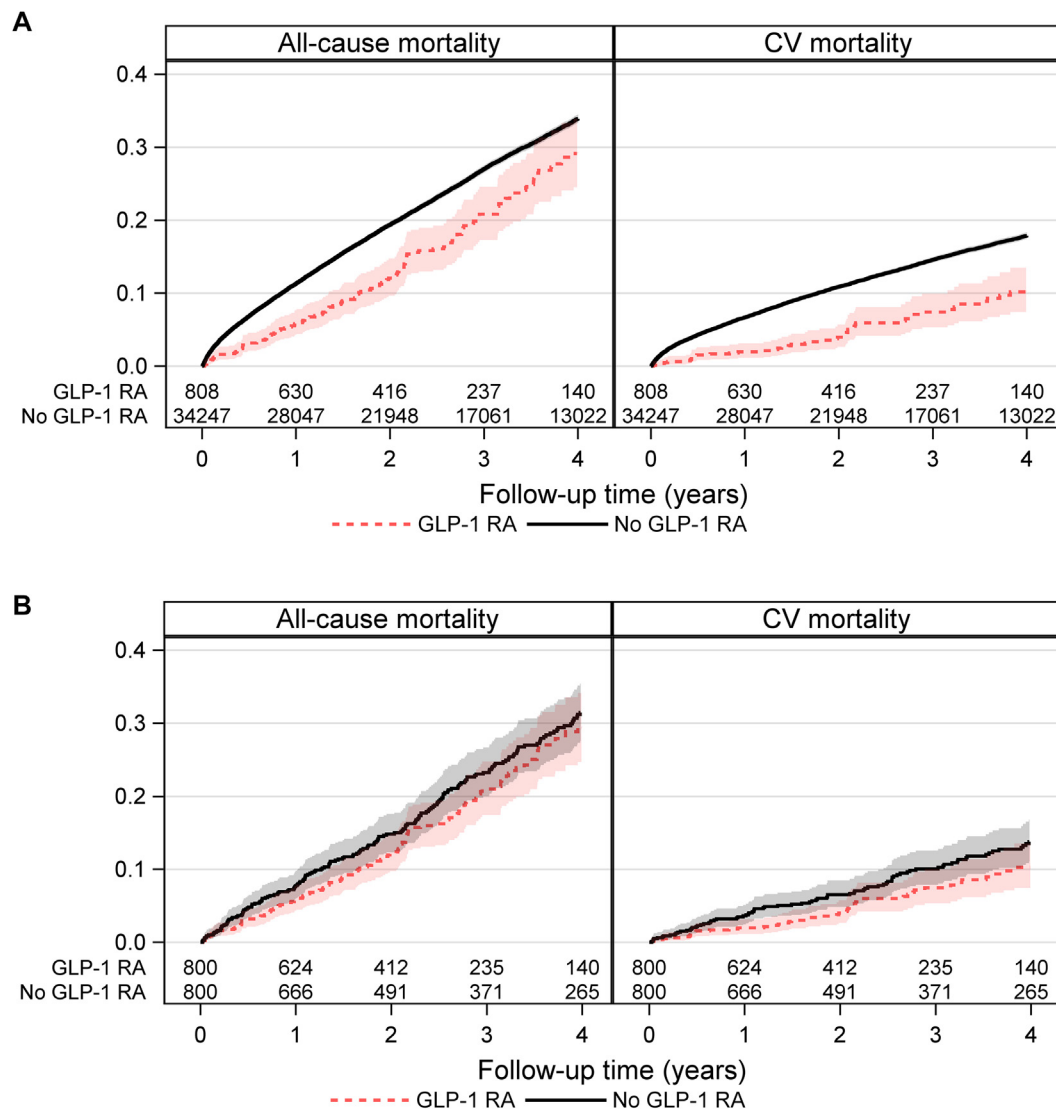 A
All-cause mortality CV mortality
0.4
0.3
0.2
0.1
0.0
GLP-1 RA 808 630 416 237 140 808 630 416 237 140
No GLP-1 RA 34247 28047 21948 17061 13022 34247 28047 21948 17061 13022
0 1 2 3 4 0 1 2 3 4
Follow-up time (years)
GLP-1 RA No GLP-1 RA
B
All-cause mortality CV mortality
0.4
0.3
0.2
0.1
0.0
GLP-1 RA 800 624 412 235 140 800 624 412 235 140
No GLP-1 RA 800 666 491 371 265 800 666 491 371 265
0 1 2 3 4 0 1 2 3 4
Follow-up time (years)
GLP-1 RA No GLP-1 RA